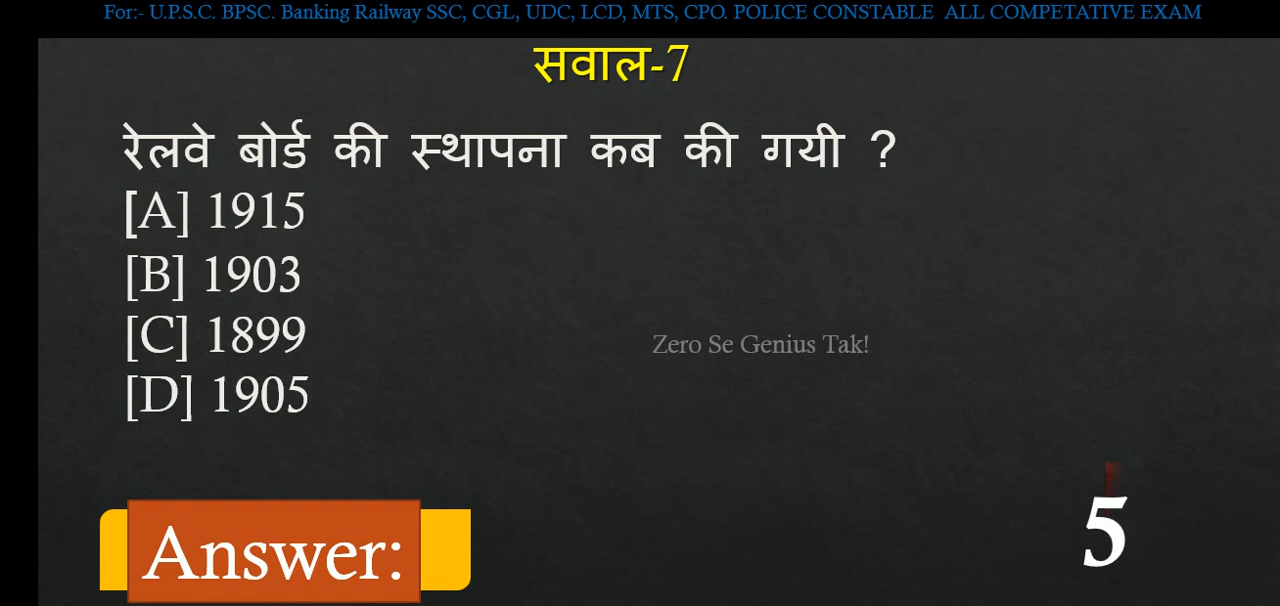 For:- U.P.S.C. BPSC. Banking Railway SSC, CGL, UDC, LCD, MTS, CPO. POLICE CONSTABLE  ALL COMPETATIVE EXAM
सवाल-7
रेलवे बोर्ड की स्थापना कब की गयी ?
[A] 1915
[B] 1903
[C] 1899
Zero Se Genius Tak!
[D] 1905
Answer:
5